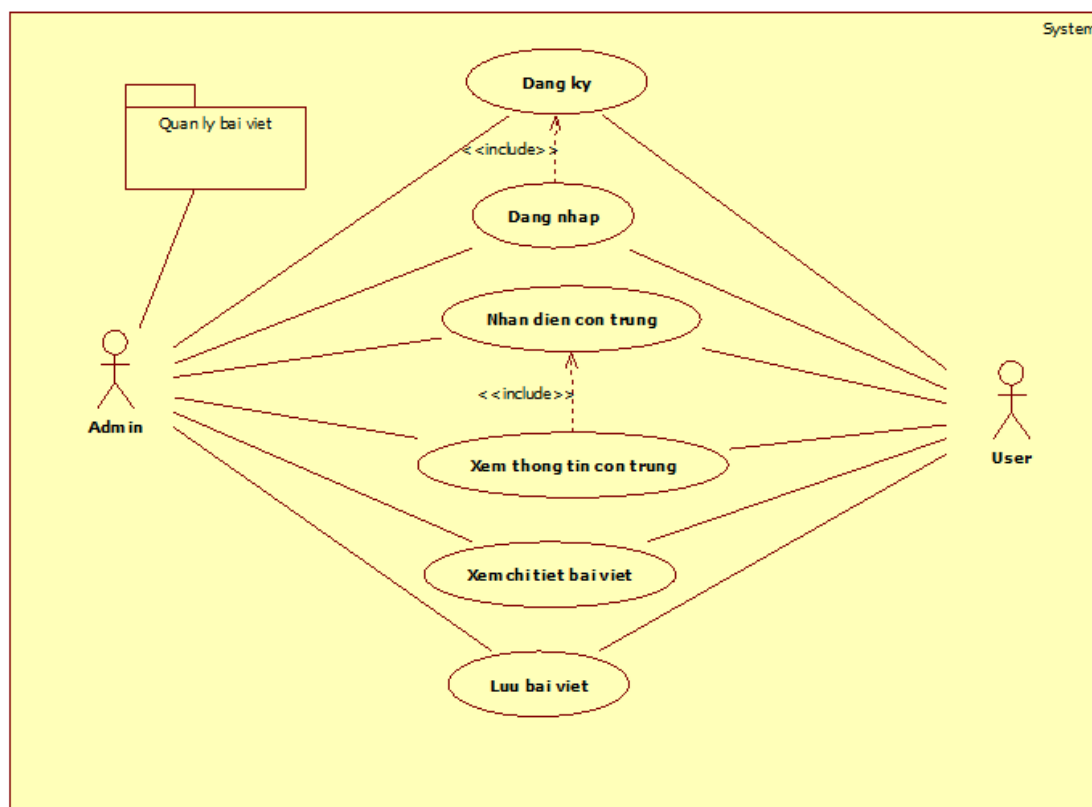 System
Dang ky
Quan ly bai viet
<<include>>
Dang nhap
Nhan dien con trung
<<include>>
Admin
User
Xem thong tin con trung
Xem chi tiet bai viet
Luu bai viet